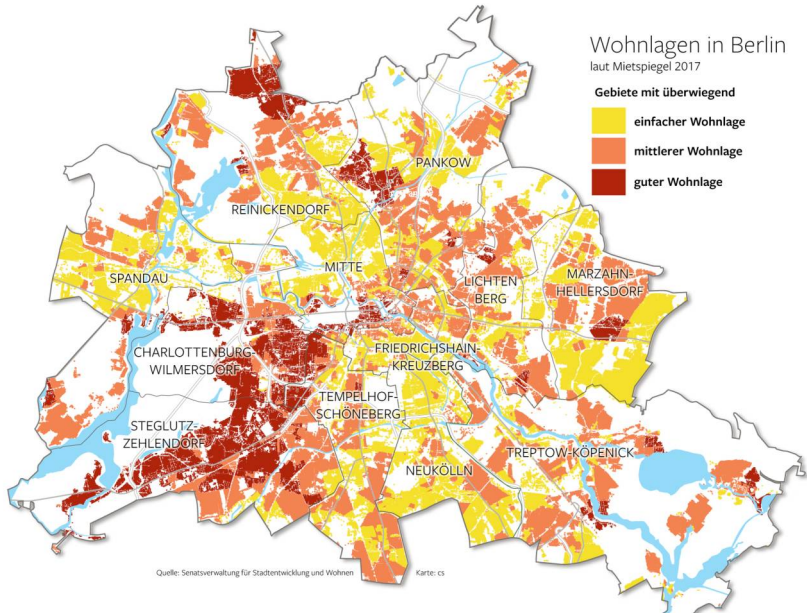 Wohnlagen in Berlin
laut Mietspiegel 2017
Gebiete mit überwiegend
einfacher Wohnlage
mittlerer Wohnlage
guter Wohnlage
PANKOW
REINICKENDORF
MITTE
SPANDAU
LICHTEN
BERG
MARZAHN-
HELLERSDORF
CHARLOTTENBURG-
WILMERSDORF
FRIEDRICHSHAIN-
KREUZBERG
TEMPELHOF-
SCHÖNEBERG
STEGLUTZ-
ZEHLENDORF
NEUKÖLLN
TREPTOW-KÖPENICK
Quelle: Senatsverwaltung für Stadtentwicklung und Wohnen
Karte: cs